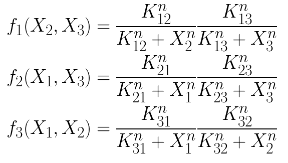 f_1(X_2, X_3) = \frac{K_{12}^n}{K_{12}^n + X_2^n} \frac{K_{13}^n}{K_{13}^n + X_3^n}
f_2(X_1, X_3) = \frac{K_{21}^n}{K_{21}^n + X_1^n} \frac{K_{23}^n}{K_{23}^n + X_3^n}
f_3(X_1, X_2) = \frac{K_{31}^n}{K_{31}^n + X_1^n} \frac{K_{32}^n}{K_{32}^n + X_2^n}